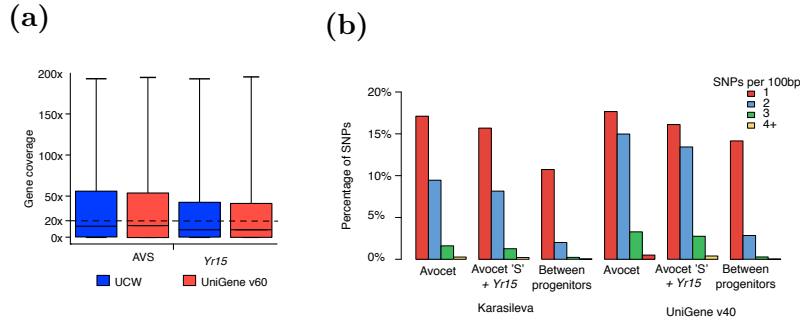 (a)
200x
150x
50x
20x
0x
Gene coverage
AVS
Yr15
UCW
UniGene v60
(b)
SNPs per 100bp
1
2
3
4+
20%
15%
10%
5%
0%
Percentage of SNPs
Avocet
Avocet 'S'
+ Yr15
Between
progenitors
Avocet
Avocet 'S'
+ Yr15
Between
progenitors
Karasileva
UniGene v40